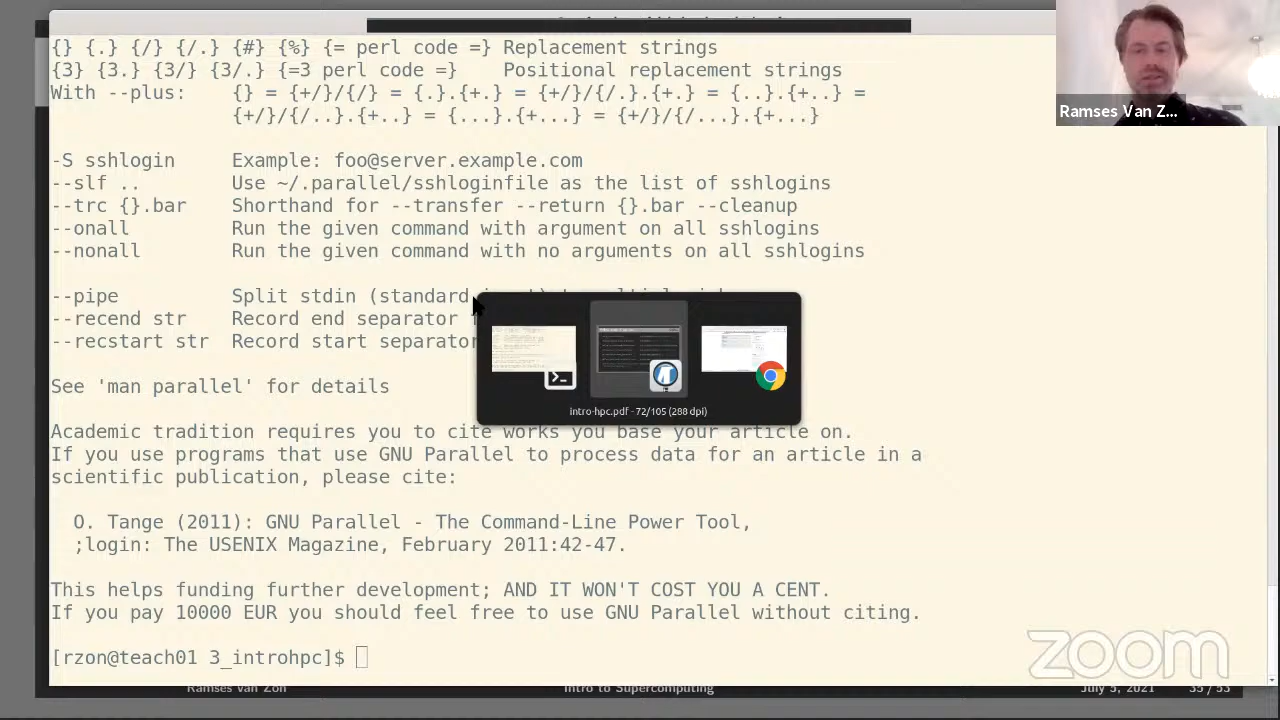 {} {.} {/} {/.} {#} {%} {= perl code =} Replacement strings
{3} {3.} {3/} {3/.} {=3 perl code =}    Positional replacement strings
With --plus:    {} = {+/}/{/} = {.}.{+.} = {+/}/{/.}.{+.} = {..}.{+..} =
{+/}/{/..}.{+..} = {...}.{+...} = {+/}/{/...}.{+...}
-S sshlogin     Example: foo@server.example.com
--slf ..        Use ~/.parallel/sshloginfile as the list of sshlogins
--trc {}.bar    Shorthand for --transfer --return {}.bar --cleanup
--onall         Run the given command with argument on all sshlogins
--nonall        Run the given command with no arguments on all sshlogins
--pipe          Split stdin (standard
--recend str    Record end separator
--recstart str  Record start separator
See 'man parallel' for details
Academic tradition requires you to cite works you base your article on.
If you use programs that use GNU Parallel to process data for an article in a
scientific publication, please cite:
O. Tange (2011): GNU Parallel - The Command-Line Power Tool,
;login: The USENIX Magazine, February 2011:42-47.
This helps funding further development; AND IT WON'T COST YOU A CENT.
If you pay 10000 EUR you should feel free to use GNU Parallel without citing.
[rzon@teach01 3_introhpc]$
intro-hpc.pdf - 72/105 (288 dpi)
Ramses Van Z...
zoom
Ramses Van Zon    Intro to Supercomputing    July 5, 2021    35 / 53